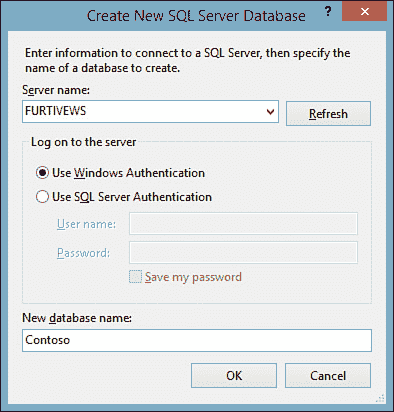 Create New SQL Server Database
?
×
Enter information to connect to a SQL Server, then specify the
name of a database to create.
Server name:
FURTIVEWS
Refresh
Log on to the server
Use Windows Authentication
Use SQL Server Authentication
User name:
Password:
Save my password
New database name:
Contoso
OK
Cancel